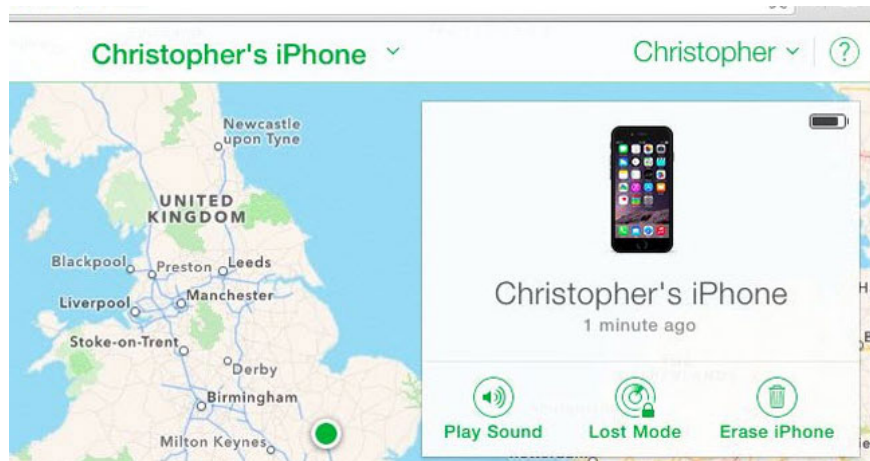 Christopher's iPhone
Christopher
?
Newcastle
upon Tyne
UNITED
KINGDOM
Blackpool
Preston
Leeds
Liverpool
Manchester
Stoke-on-Trent
Derby
Birmingham
Milton Keynes
Christopher's iPhone
1 minute ago
Play Sound
Lost Mode
Erase iPhone